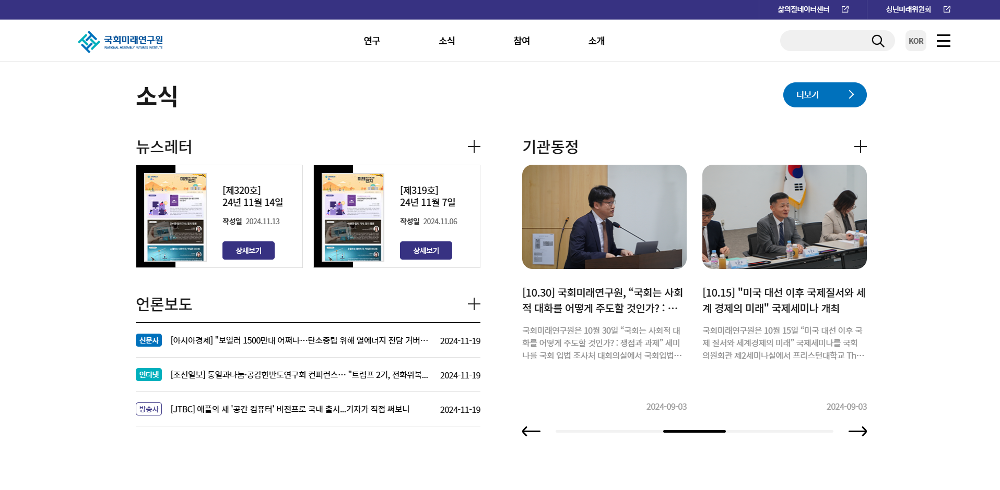 삶의질데이터센터
청년미래위원회
국회미래연구원
NATIONAL ASSEMBLY FUTURES INSTITUTE
연구
소식
참여
소개
KOR
소식
더보기
뉴스레터
미래
편지
[제320호]
24년 11월 14일
작성일 2024.11.13
상세보기
미래
편지
[제319호]
24년 11월 7일
작성일 2024.11.06
상세보기
언론보도
신문사 [아시아경제] "보일러 1500만대 어쩌나…탄소중립 위해 열에너지 전담 거버… 2024-11-19
인터넷 [조선일보] 통일과나눔·공감한반도연구회 컨퍼런스… "트럼프 2기, 전화위복... 2024-11-19
방송사 [JTBC] 애플의 새 '공간 컴퓨터' 비전프로 국내 출시...기자가 직접 써보니 2024-11-19
기관동정
[10.30] 국회미래연구원, “국회는 사회
적 대화를 어떻게 주도할 것인가? : …
국회미래연구원은 10월 30일 “국회는 사회적 대
화를 어떻게 주도할 것인가? : 쟁점과 과제” 세미
나를 국회 입법 조사처 대회의실에서 국회입법…
2024-09-03
[10.15] "미국 대선 이후 국제질서와 세
계 경제의 미래" 국제세미나 개최
국회미래연구원은 10월 15일 “미국 대선 이후 국
제 질서와 세계경제의 미래” 국제세미나를 국회
의원회관 제2세미나실에서 프리스턴대학교 Th…
2024-09-03